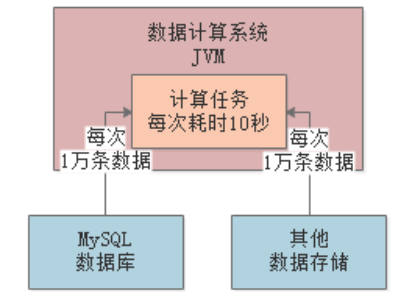 数据计算系统
JVM
计算任务
每次耗时10秒
每次
1万条数据
每次
1万条数据
MySQL
数据库
其他
数据存储